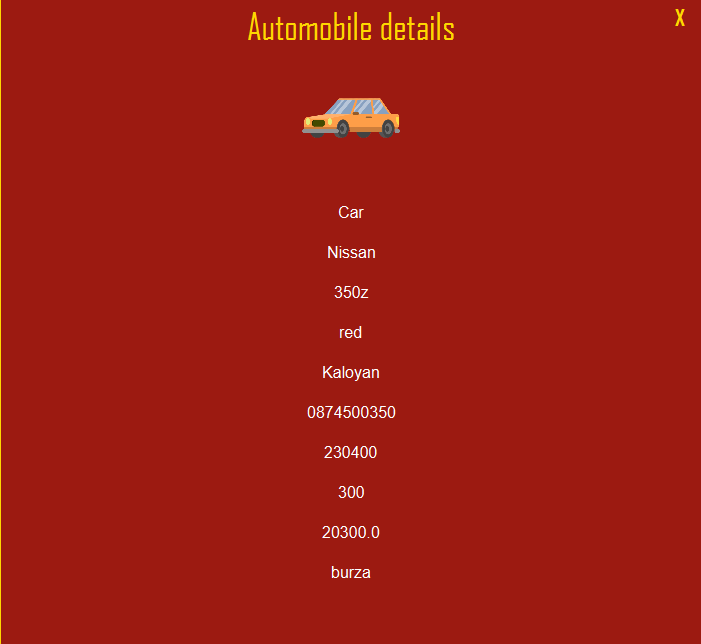 Automobile details
X
Car
Nissan
350z
red
Kaloyan
0874500350
230400
300
20300.0
burza